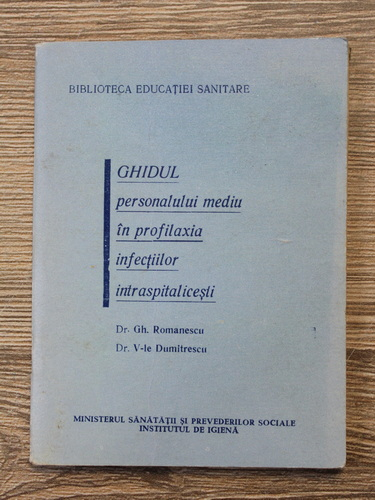 BIBLIOTECA EDUCAȚIEI SANITARE
GHIDUL
personalului mediu
în profilaxia
infecțiilor
intraspitalicești
Dr. Gh. Romanescu
Dr. V-le Dumitrescu
MINISTERUL SĂNĂTĂȚII ȘI PREVEDERILOR SOCIALE
INSTITUTUL DE IGIENĂ